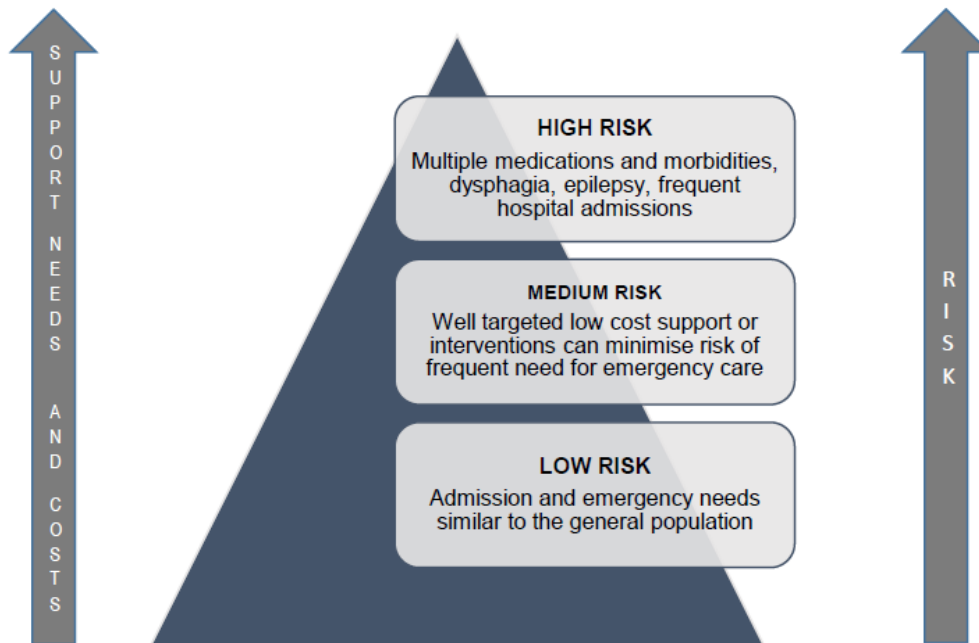 SUPPORT NEEDS AND COSTS
HIGH RISK
Multiple medications and morbidities,
dysphagia, epilepsy, frequent
hospital admissions
MEDIUM RISK
Well targeted low cost support or
interventions can minimise risk of
frequent need for emergency care
LOW RISK
Admission and emergency needs
similar to the general population
RISK